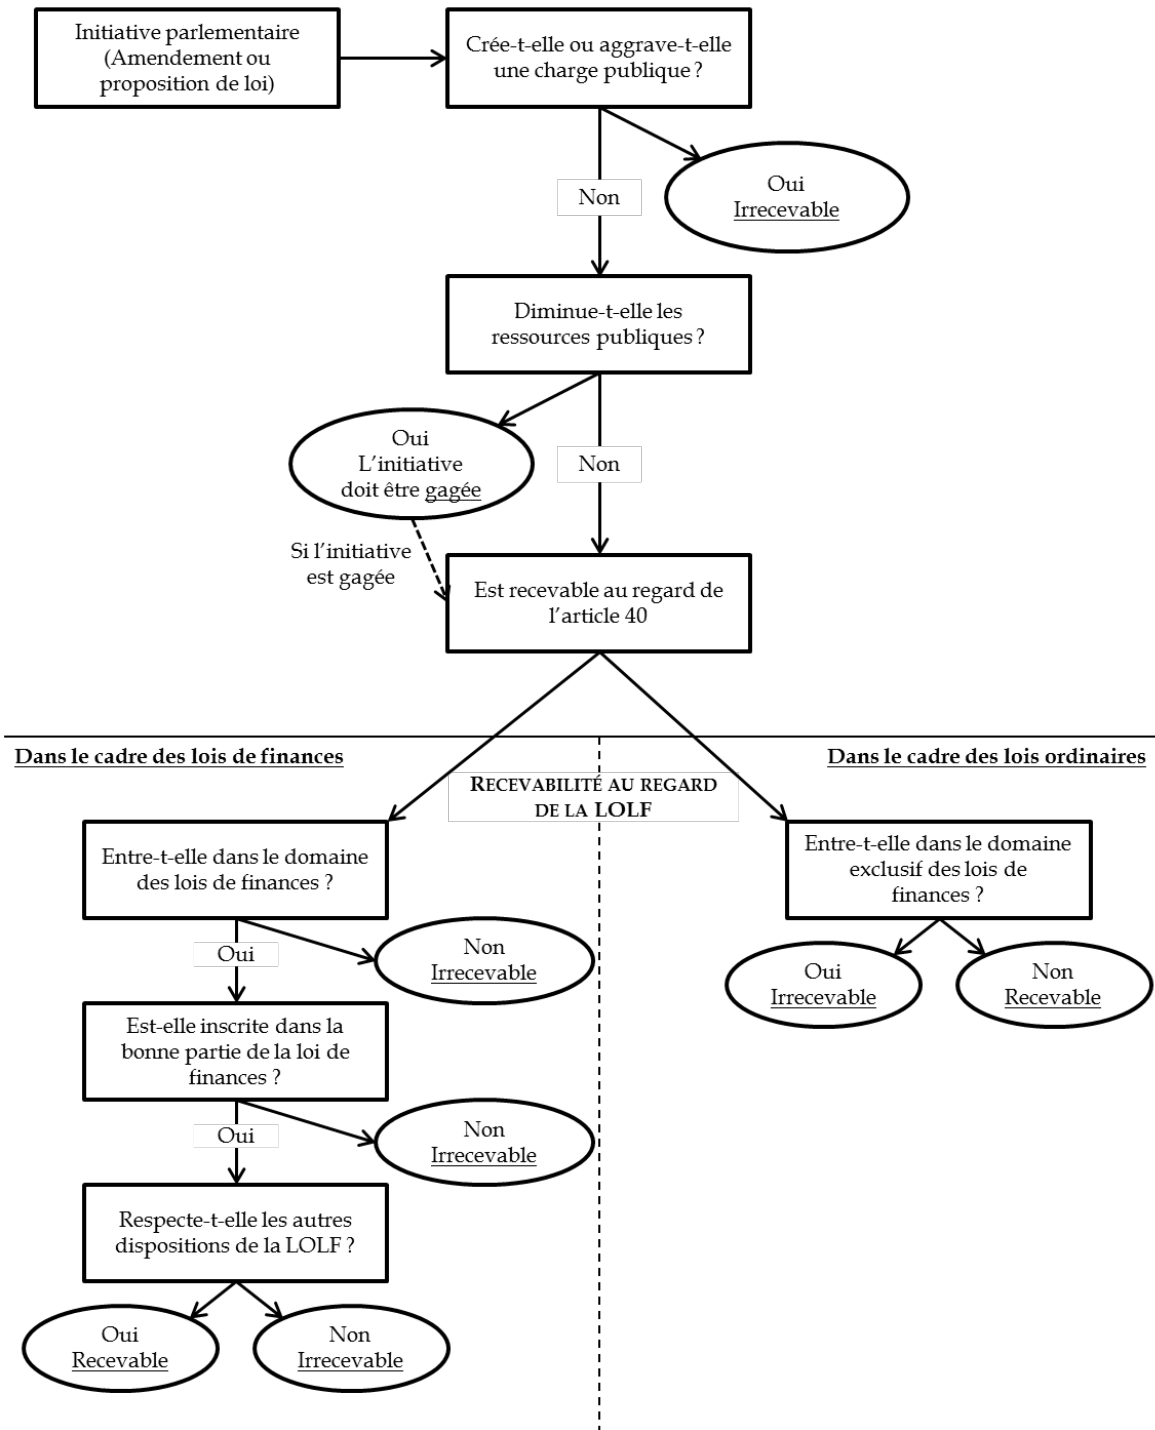 Initiative parlementaire
(Amendement ou
proposition de loi)
Crée-t-elle ou aggrave-t-elle
une charge publique ?
Oui
Irrecevable
Non
Diminue-t-elle les
ressources publiques ?
Oui
L’initiative
doit être gagée
Non
Si l’initiative
est gagée
Est recevable au regard de
l’article 40
Dans le cadre des lois de finances
Dans le cadre des lois ordinaires
RECEVABILITÉ AU REGARD
DE LA LOLF
Entre-t-elle dans le domaine
des lois de finances ?
Entre-t-elle dans le domaine
exclusif des lois de
finances ?
Oui
Non
Irrecevable
Oui
Irrecevable
Non
Recevable
Est-elle inscrite dans la
bonne partie de la loi de
finances ?
Oui
Non
Irrecevable
Respecte-t-elle les autres
dispositions de la LOLF ?
Oui
Recevable
Non
Irrecevable